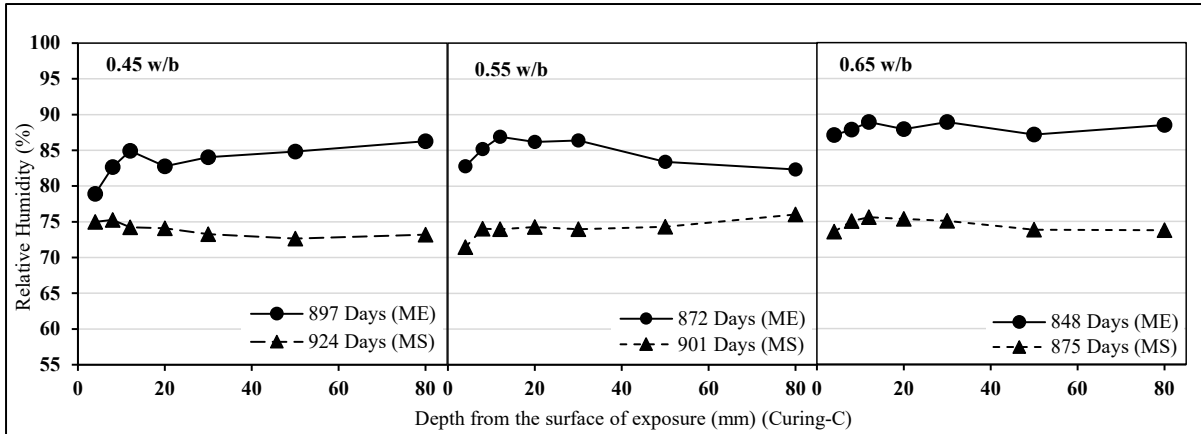 100
95
90
85
80
75
70
65
60
55
Relative Humidity (%)
0.45 w/b
897 Days (ME)
924 Days (MS)
0 20 40 60 80
0.55 w/b
872 Days (ME)
901 Days (MS)
0 20 40 60 80
0.65 w/b
848 Days (ME)
875 Days (MS)
0 20 40 60 80
Depth from the surface of exposure (mm) (Curing-C)